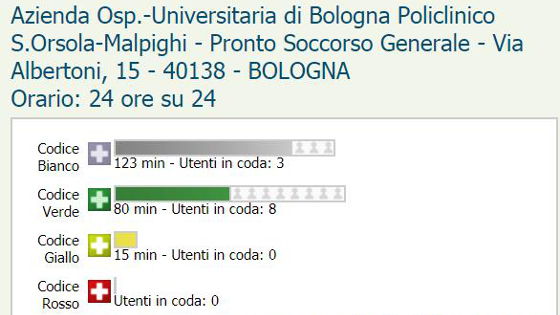 Azienda Osp.-Universitaria di Bologna Policlinico
S.Orsola-Malpighi - Pronto Soccorso Generale - Via
Albertoni, 15 - 40138 - BOLOGNA
Orario: 24 ore su 24
Codice
Bianco
123 min - Utenti in coda: 3
Codice
Verde
80 min - Utenti in coda: 8
Codice
Giallo
15 min - Utenti in coda: 0
Codice
Rosso
Utenti in coda: 0